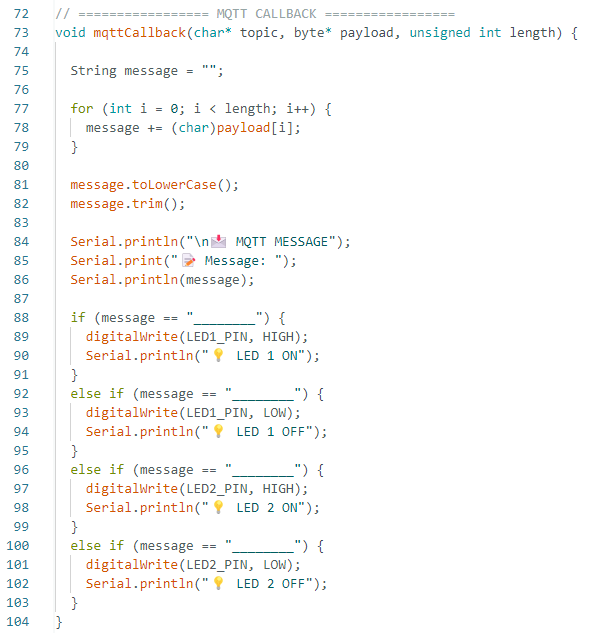 72 // ================= MQTT CALLBACK =================
73 void mqttCallback(char* topic, byte* payload, unsigned int length) {
74
75   String message = "";
76
77   for (int i = 0; i < length; i++) {
78     message += (char)payload[i];
79   }
80
81   message.toLowerCase();
82   message.trim();
83
84   Serial.println("\n📩 MQTT MESSAGE");
85   Serial.print("📝 Message: ");
86   Serial.println(message);
87
88   if (message == "________") {
89     digitalWrite(LED1_PIN, HIGH);
90     Serial.println("💡 LED 1 ON");
91   }
92   else if (message == "________") {
93     digitalWrite(LED1_PIN, LOW);
94     Serial.println("💡 LED 1 OFF");
95   }
96   else if (message == "________") {
97     digitalWrite(LED2_PIN, HIGH);
98     Serial.println("💡 LED 2 ON");
99   }
100   else if (message == "________") {
101     digitalWrite(LED2_PIN, LOW);
102     Serial.println("💡 LED 2 OFF");
103   }
104 }